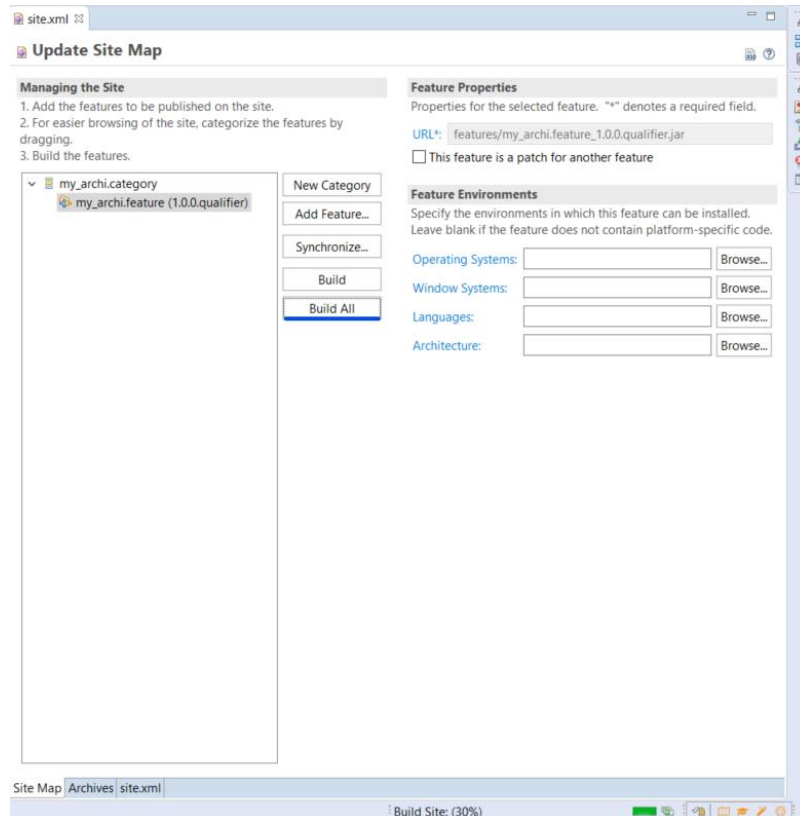 site.xml
Update Site Map
Managing the Site
1. Add the features to be published on the site.
2. For easier browsing of the site, categorize the features by
dragging.
3. Build the features.
my_archi.category
my_archi.feature (1.0.0.qualifier)
New Category
Add Feature...
Synchronize...
Build
Build All
Feature Properties
Properties for the selected feature. "*" denotes a required field.
URL*: features/my_archi.feature_1.0.0.qualifier.jar
This feature is a patch for another feature
Feature Environments
Specify the environments in which this feature can be installed.
Leave blank if the feature does not contain platform-specific code.
Operating Systems: Browse...
Window Systems: Browse...
Languages: Browse...
Architecture: Browse...
Site Map Archives site.xml
Build Site: (30%)